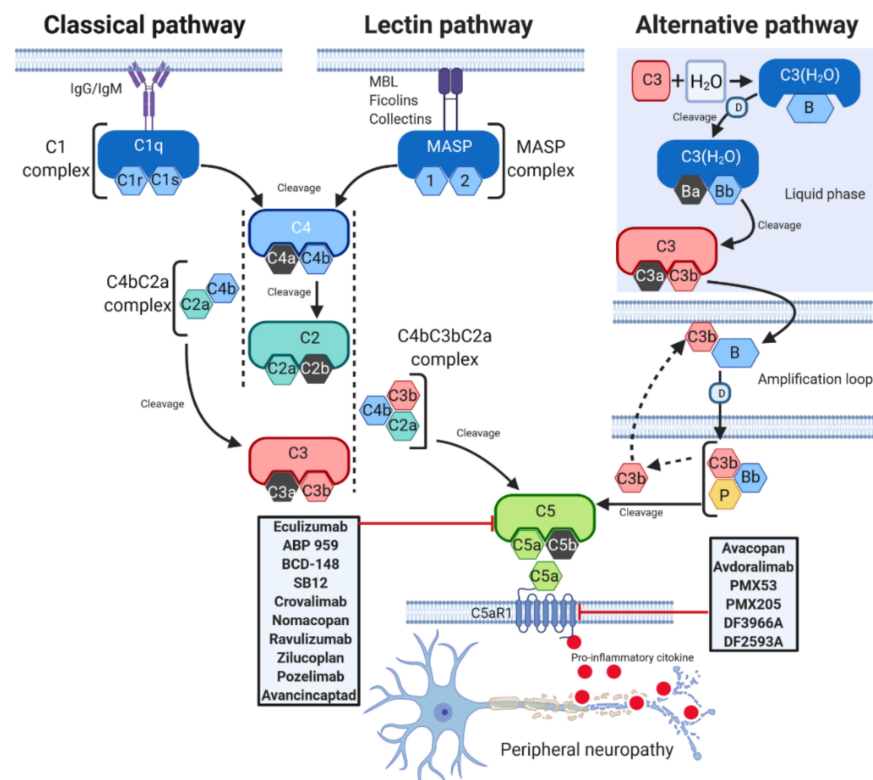 Classical pathway
Lectin pathway
Alternative pathway
IgG/IgM
C1
complex
C1q
C1r
C1s
MBL
Ficolins
Collectins
MASP
1
2
MASP
complex
C3
+
H₂O
C3(H₂O)
B
D
Cleavage
C3(H₂O)
Ba
Bb
Liquid phase
Cleavage
C3
C3a
C3b
Cleavage
C4
C4a
C4b
Cleavage
C4bC2a
complex
C4b
C2a
C2
C2a
C2b
Cleavage
C3
C3a
C3b
C4bC3bC2a
complex
C3b
C4b
C2a
Cleavage
C3b
B
Amplification loop
D
C3b
C3b
Bb
P
Cleavage
C5
C5a
C5b
C5a
C5aR1
Eculizumab
ABP 959
BCD-148
SB12
Crovalimab
Nomacopan
Ravulizumab
Zilucoplan
Pozelimab
Avancincaptad
Avacopan
Avdoralimab
PMX53
PMX205
DF3966A
DF2593A
Pro-inflammatory citokine
Peripheral neuropathy